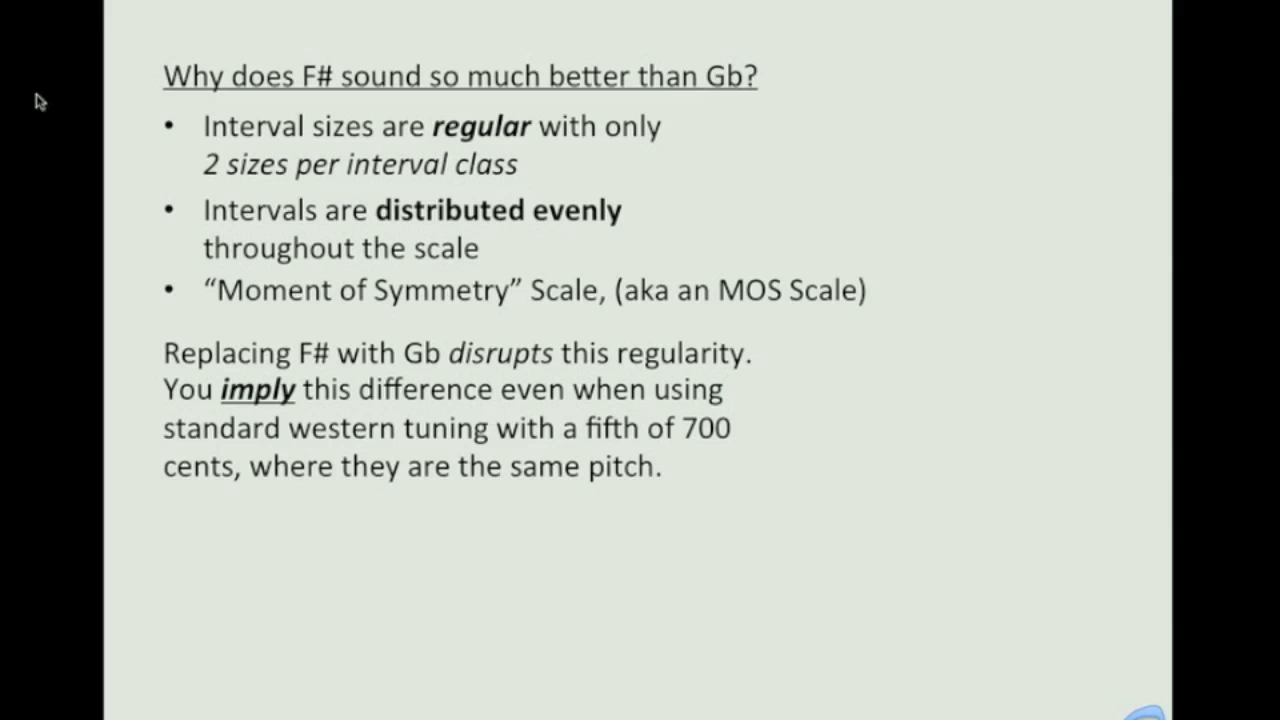 Why does F# sound so much better than Gb?
• Interval sizes are regular with only
2 sizes per interval class
• Intervals are distributed evenly
throughout the scale
• “Moment of Symmetry” Scale, (aka an MOS Scale)
Replacing F# with Gb disrupts this regularity.
You imply this difference even when using
standard western tuning with a fifth of 700
cents, where they are the same pitch.